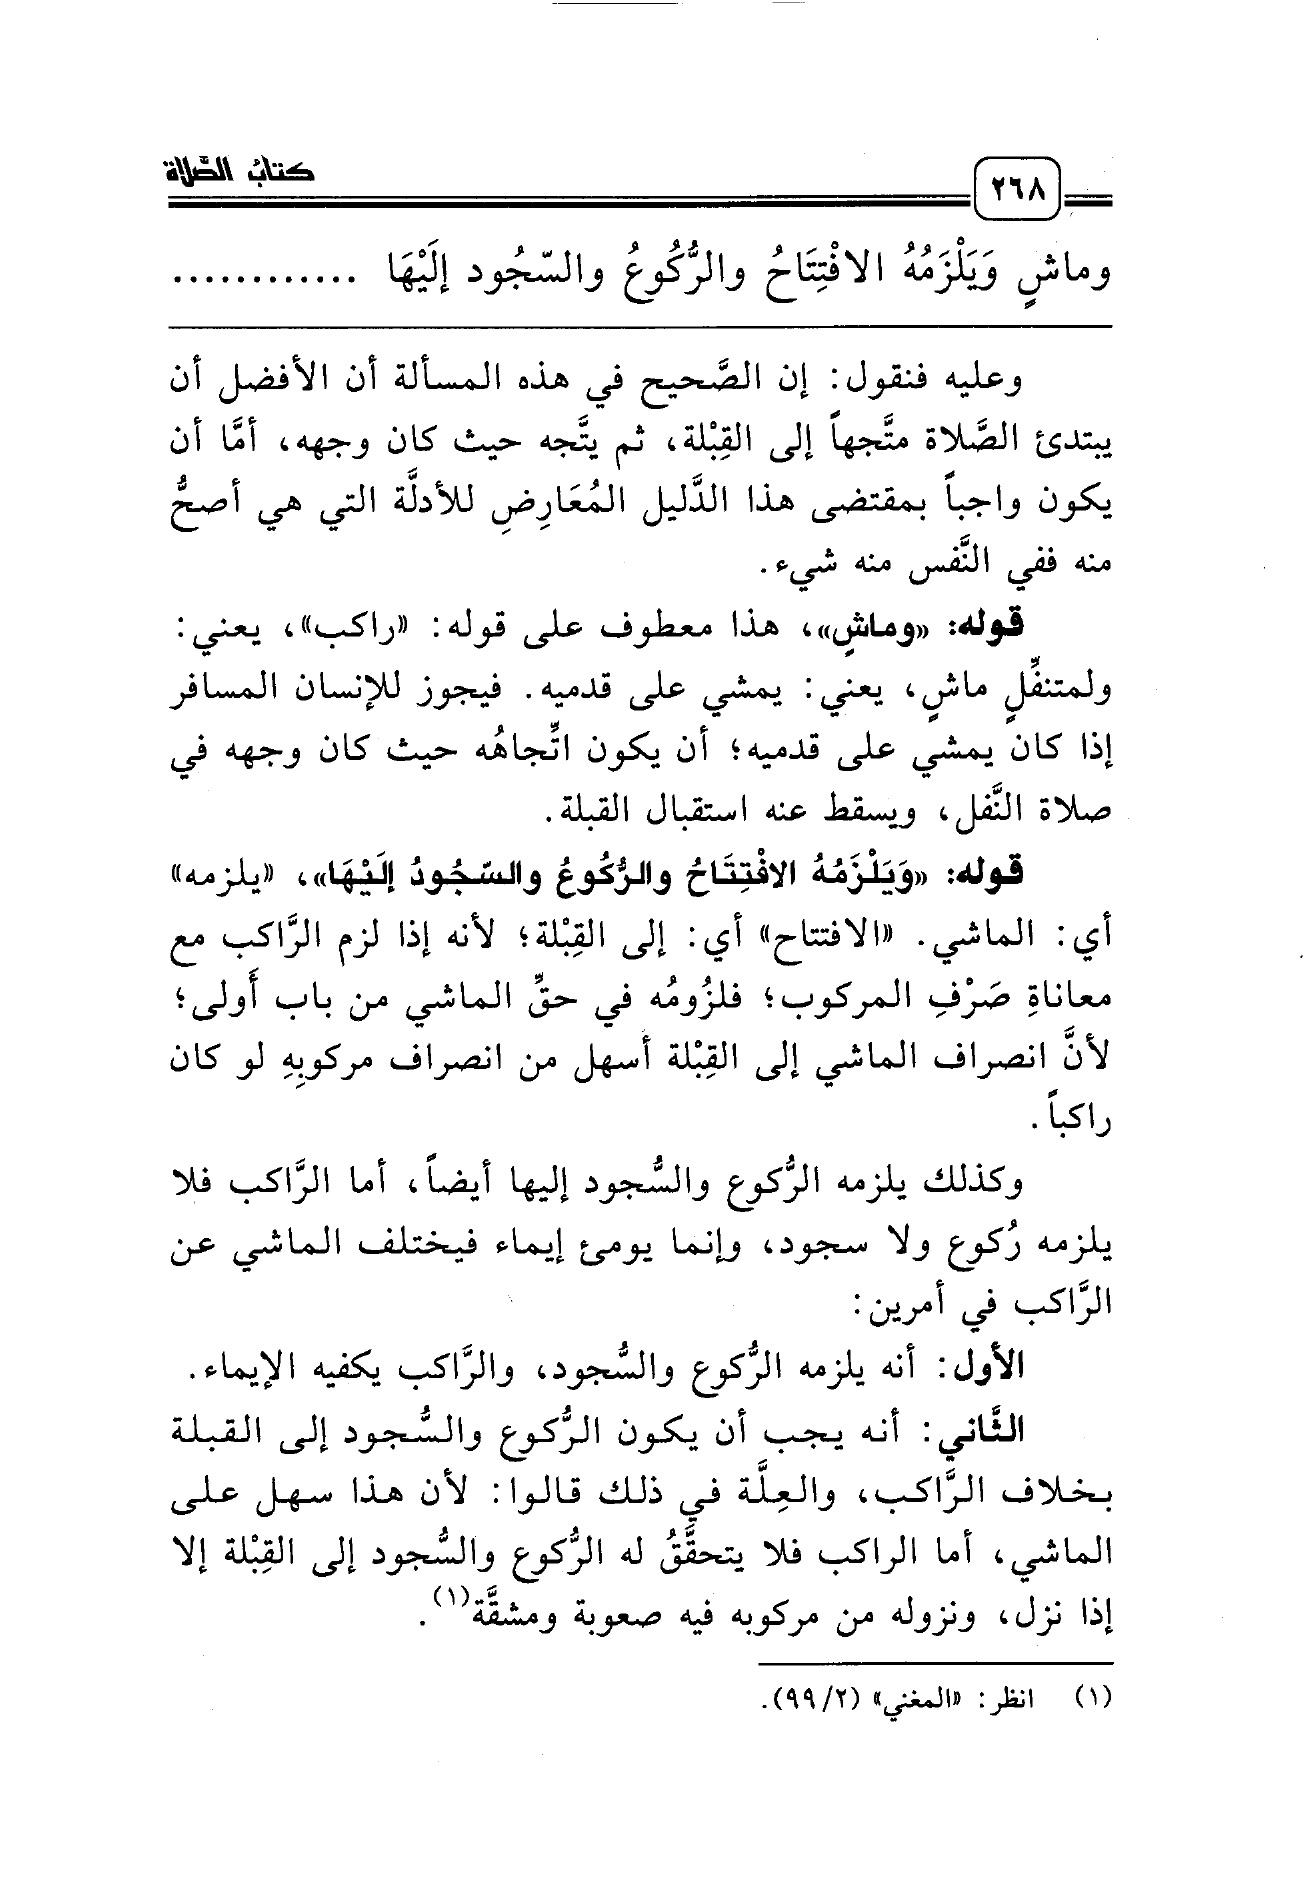 كتاب الصَّلاة
٢٦٨
وماشٍ وَيَلْزَمُهُ الافْتِتَاحُ والرُّكُوعُ والسّجُود إلَيْهَا ............
وعليه فنقول: إن الصَّحيح في هذه المسألة أن الأفضل أن
يبتدئ الصَّلاة متَّجهاً إلى القِبْلة، ثم يتَّجه حيث كان وجهه، أمَّا أن
يكون واجباً بمقتضى هذا الدَّليل المُعَارِضِ للأدلَّة التي هي أصحُّ
منه ففي النَّفس منه شيء.
قوله: «وماشٍ»، هذا معطوف على قوله: «راكب»، يعني:
ولمتنفِّلٍ ماشٍ، يعني: يمشي على قدميه. فيجوز للإنسان المسافر
إذا كان يمشي على قدميه؛ أن يكون اتِّجاهُه حيث كان وجهه في
صلاة النَّفل، ويسقط عنه استقبال القبلة.
قوله: «وَيَلْزَمُهُ الافْتِتَاحُ والرُّكُوعُ والسّجُودُ إلَيْهَا»، «يلزمه»
أي: الماشي. «الافتتاح» أي: إلى القِبْلة؛ لأنه إذا لزم الرَّاكب مع
معاناةِ صَرْفِ المركوب؛ فلزُومُه في حقِّ الماشي من باب أَولى؛
لأنَّ انصراف الماشي إلى القِبْلة أسهل من انصراف مركوبِهِ لو كان
راكباً.
وكذلك يلزمه الرُّكوع والسُّجود إليها أيضاً، أما الرَّاكب فلا
يلزمه رُكوع ولا سجود، وإنما يومئ إيماء فيختلف الماشي عن
الرَّاكب في أمرين:
الأول: أنه يلزمه الرُّكوع والسُّجود، والرَّاكب يكفيه الإيماء.
الثَّاني: أنه يجب أن يكون الرُّكوع والسُّجود إلى القبلة
بخلاف الرَّاكب، والعِلَّة في ذلك قالوا: لأن هذا سهل على
الماشي، أما الراكب فلا يتحقَّقُ له الرُّكوع والسُّجود إلى القِبْلة إلا
إذا نزل، ونزوله من مركوبه فيه صعوبة ومشقَّة(١).
(١) انظر: «المغني» (٢/ ٩٩).